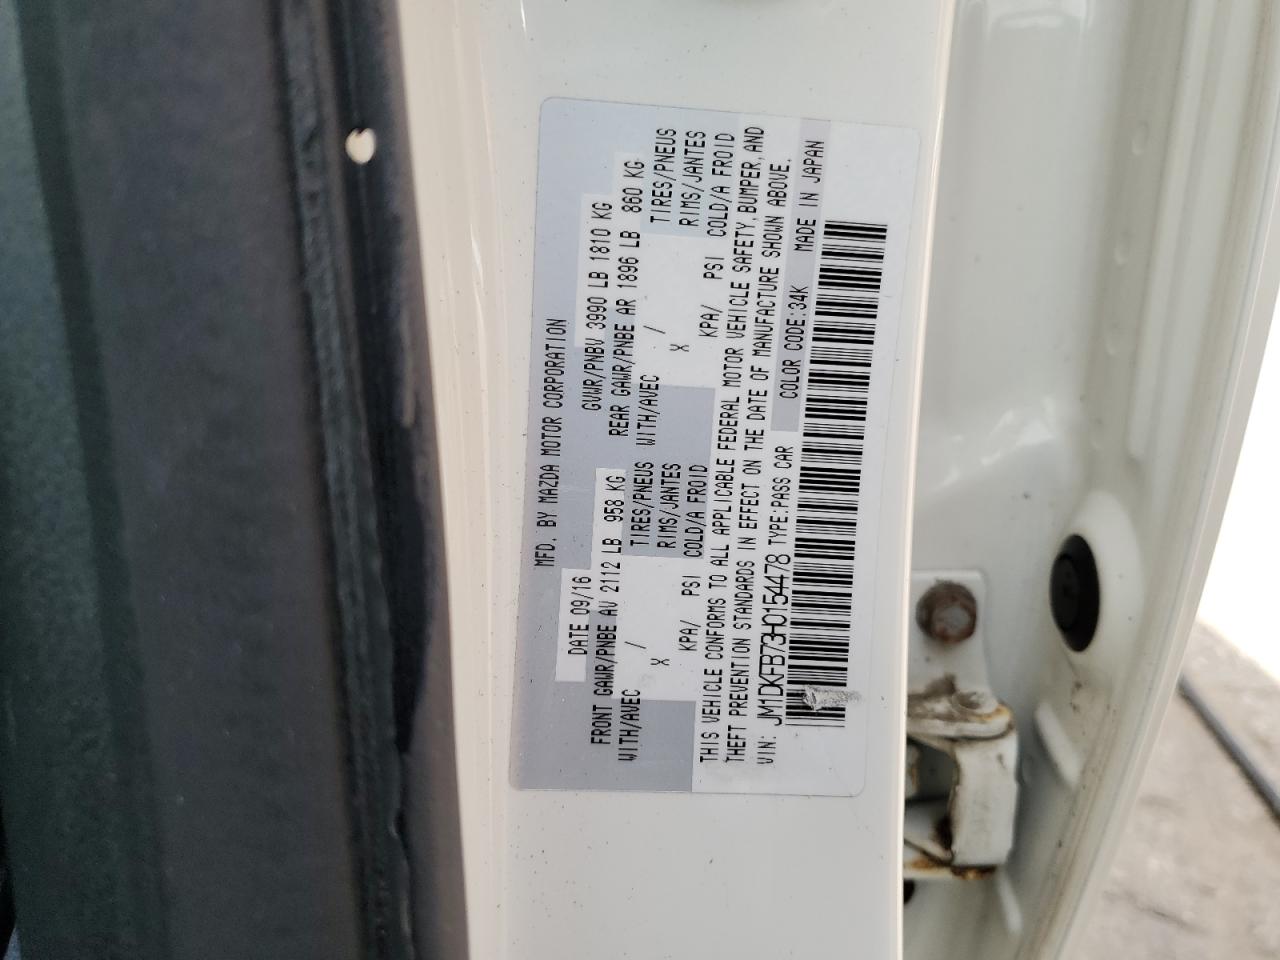 MFD. BY MAZDA MOTOR CORPORATION
DATE 09/16 GVWR/PNBV 3990 LB 1810 KG
FRONT GAWR/PNBE AV 2112 LB 958 KG REAR GAWR/PNBE AR 1896 LB 860 KG
WITH/AVEC / TIRES/PNEUS WITH/AVEC / TIRES/PNEUS
X RIMS/JANTES X RIMS/JANTES
KPA/ PSI COLD/A FROID KPA/ PSI COLD/A FROID
THIS VEHICLE CONFORMS TO ALL APPLICABLE FEDERAL MOTOR VEHICLE SAFETY, BUMPER, AND
THEFT PREVENTION STANDARDS IN EFFECT ON THE DATE OF MANUFACTURE SHOWN ABOVE.
VIN: JM1DKFB73H0154478 TYPE:PASS CAR COLOR CODE:34K MADE IN JAPAN